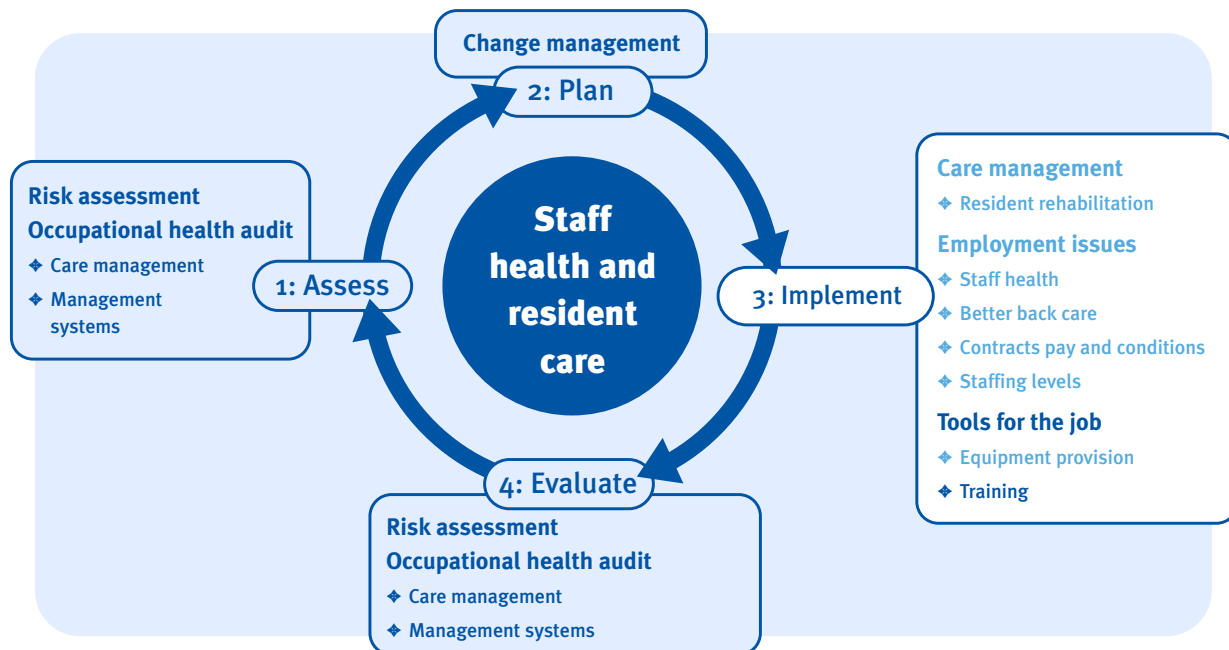 Change management
2: Plan
Risk assessment
Occupational health audit
❖ Care management
❖ Management
systems
1: Assess
Staff
health and
resident
care
3: Implement
Care management
❖ Resident rehabilitation
Employment issues
❖ Staff health
❖ Better back care
❖ Contracts pay and conditions
❖ Staffing levels
Tools for the job
❖ Equipment provision
❖ Training
4: Evaluate
Risk assessment
Occupational health audit
❖ Care management
❖ Management systems